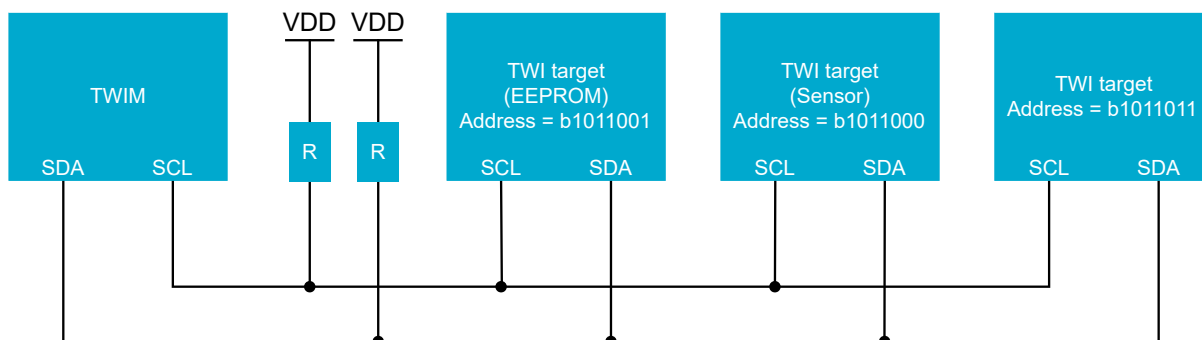 TWIM
SDA SCL
VDD VDD
R R
TWI target
(EEPROM)
Address = b1011001
SCL SDA
TWI target
(Sensor)
Address = b1011000
SCL SDA
TWI target
Address = b1011011
SCL SDA